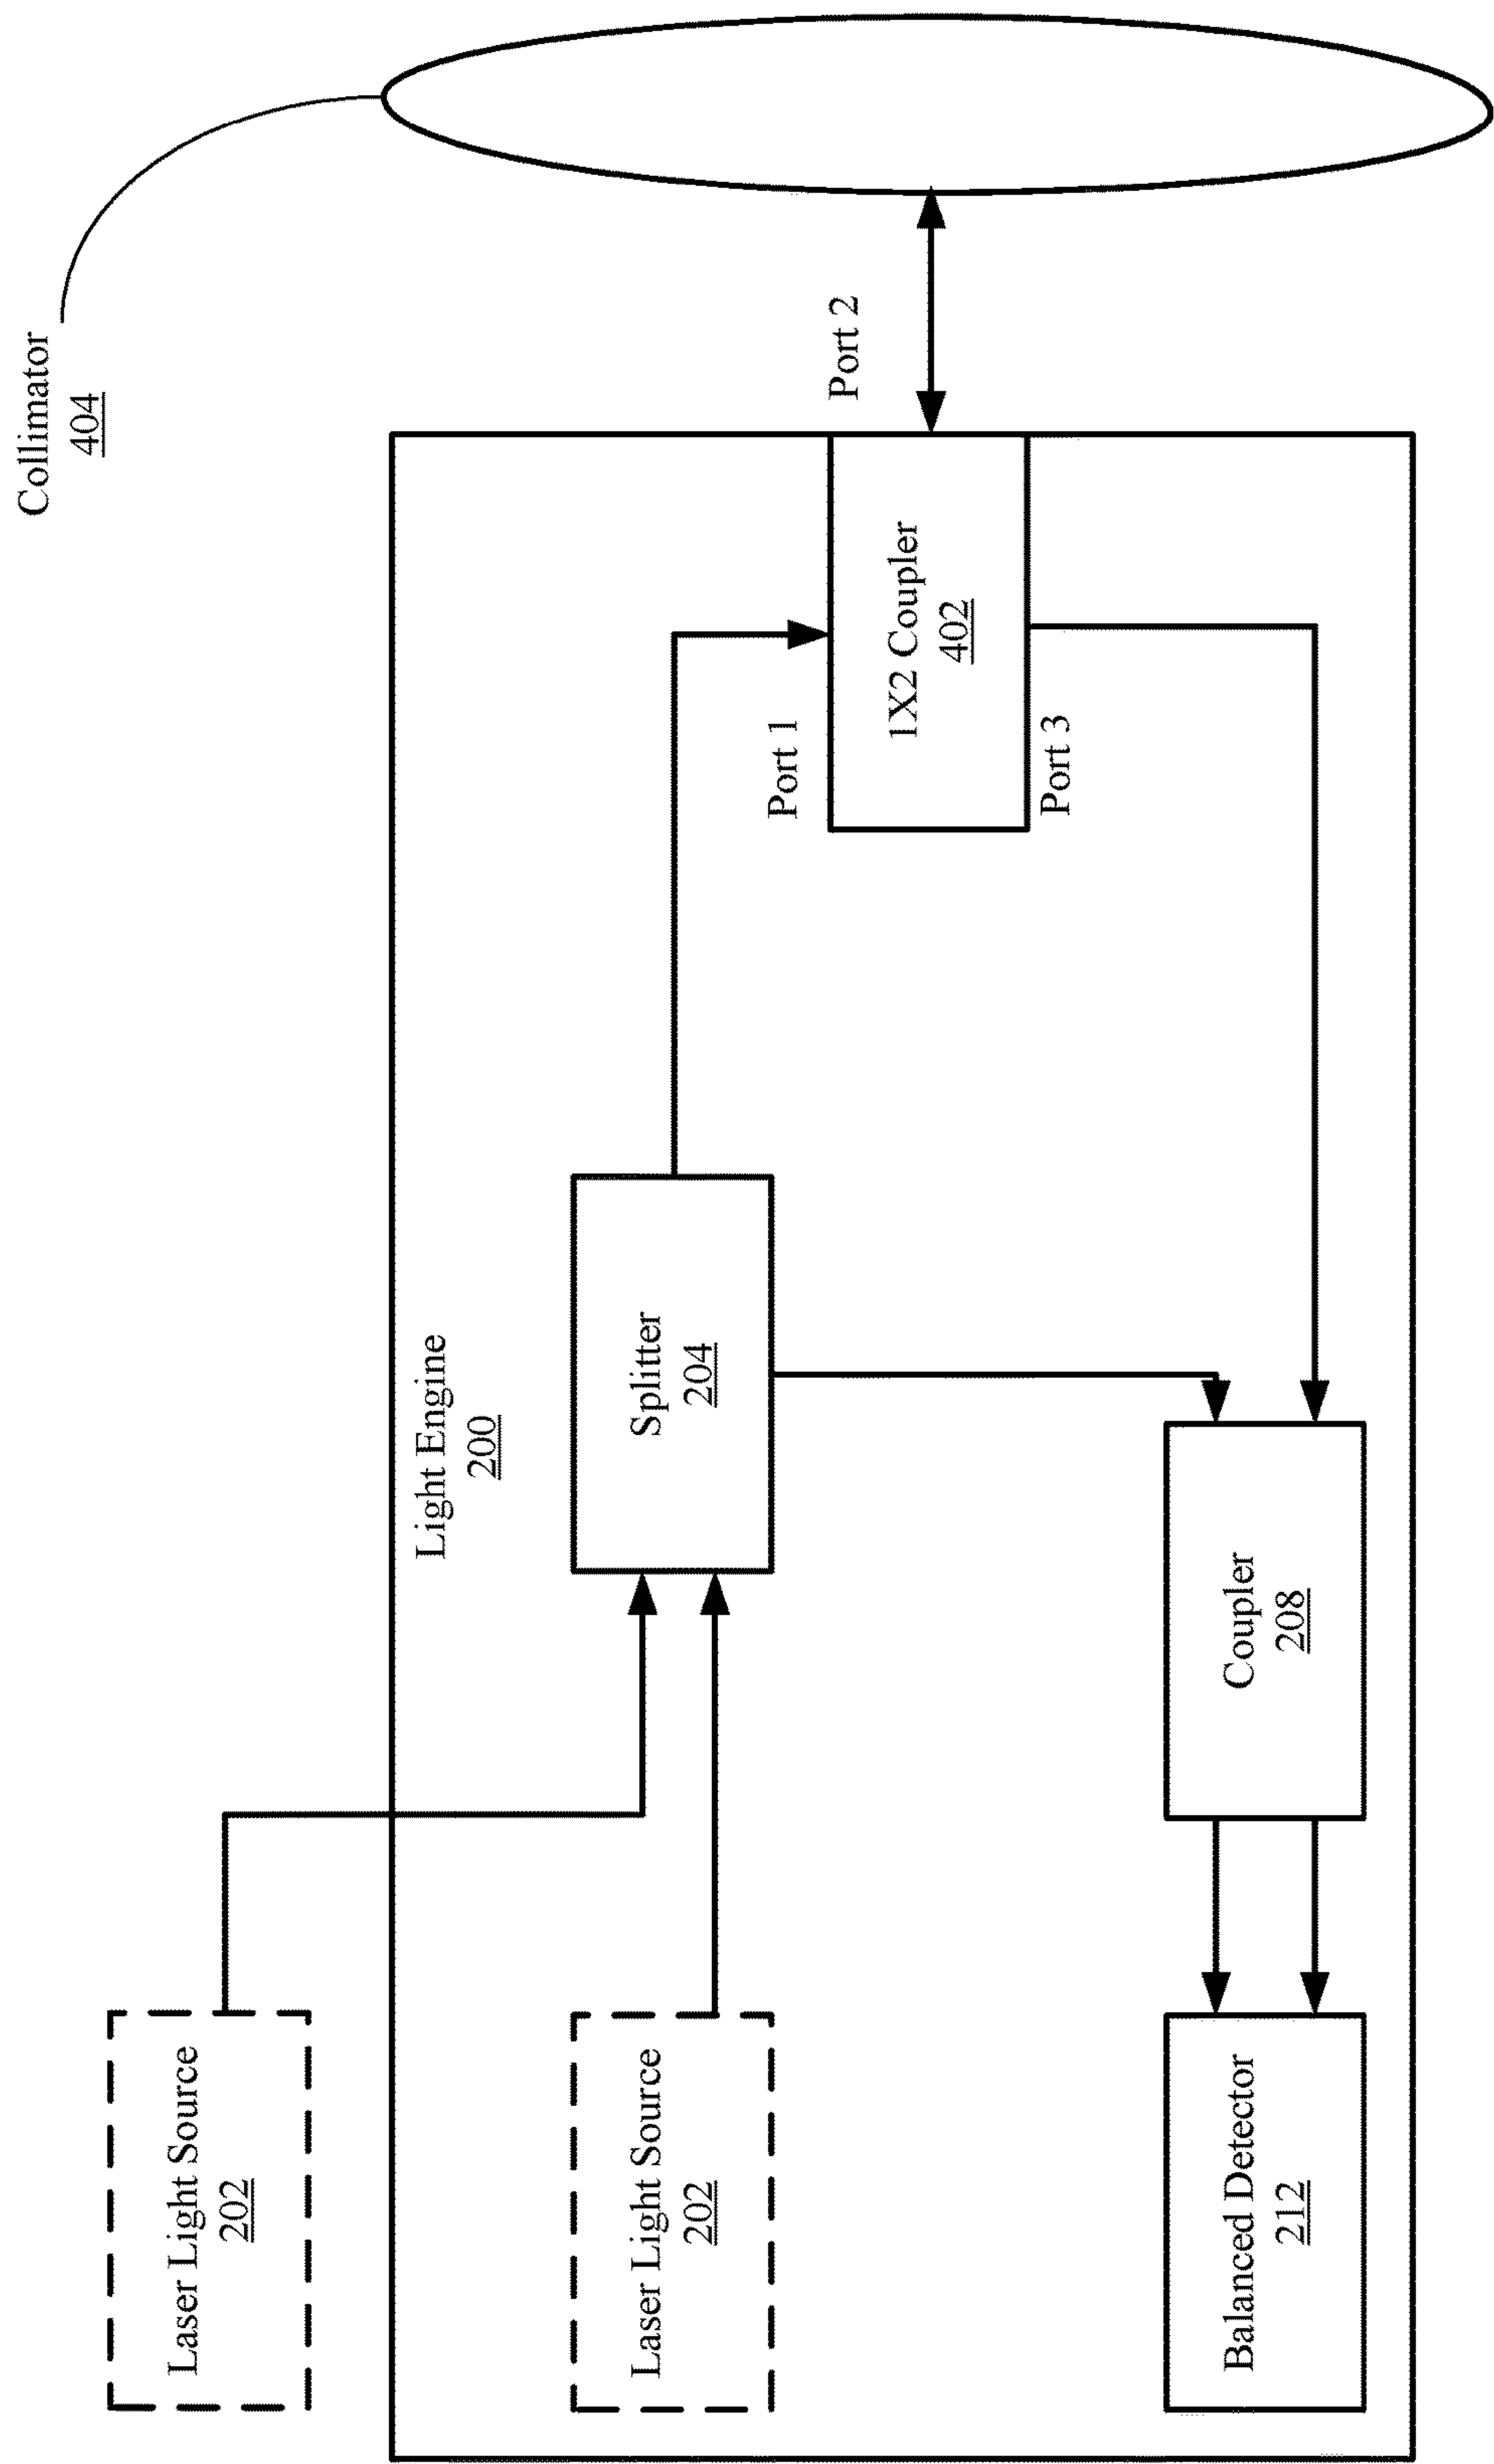 Laser Light Source
202
Collimator
404
Light Engine
200
Laser Light Source
202
Splitter
204
Port 1
Port 2
1X2 Coupler
402
Port 3
Balanced Detector
212
Coupler
208